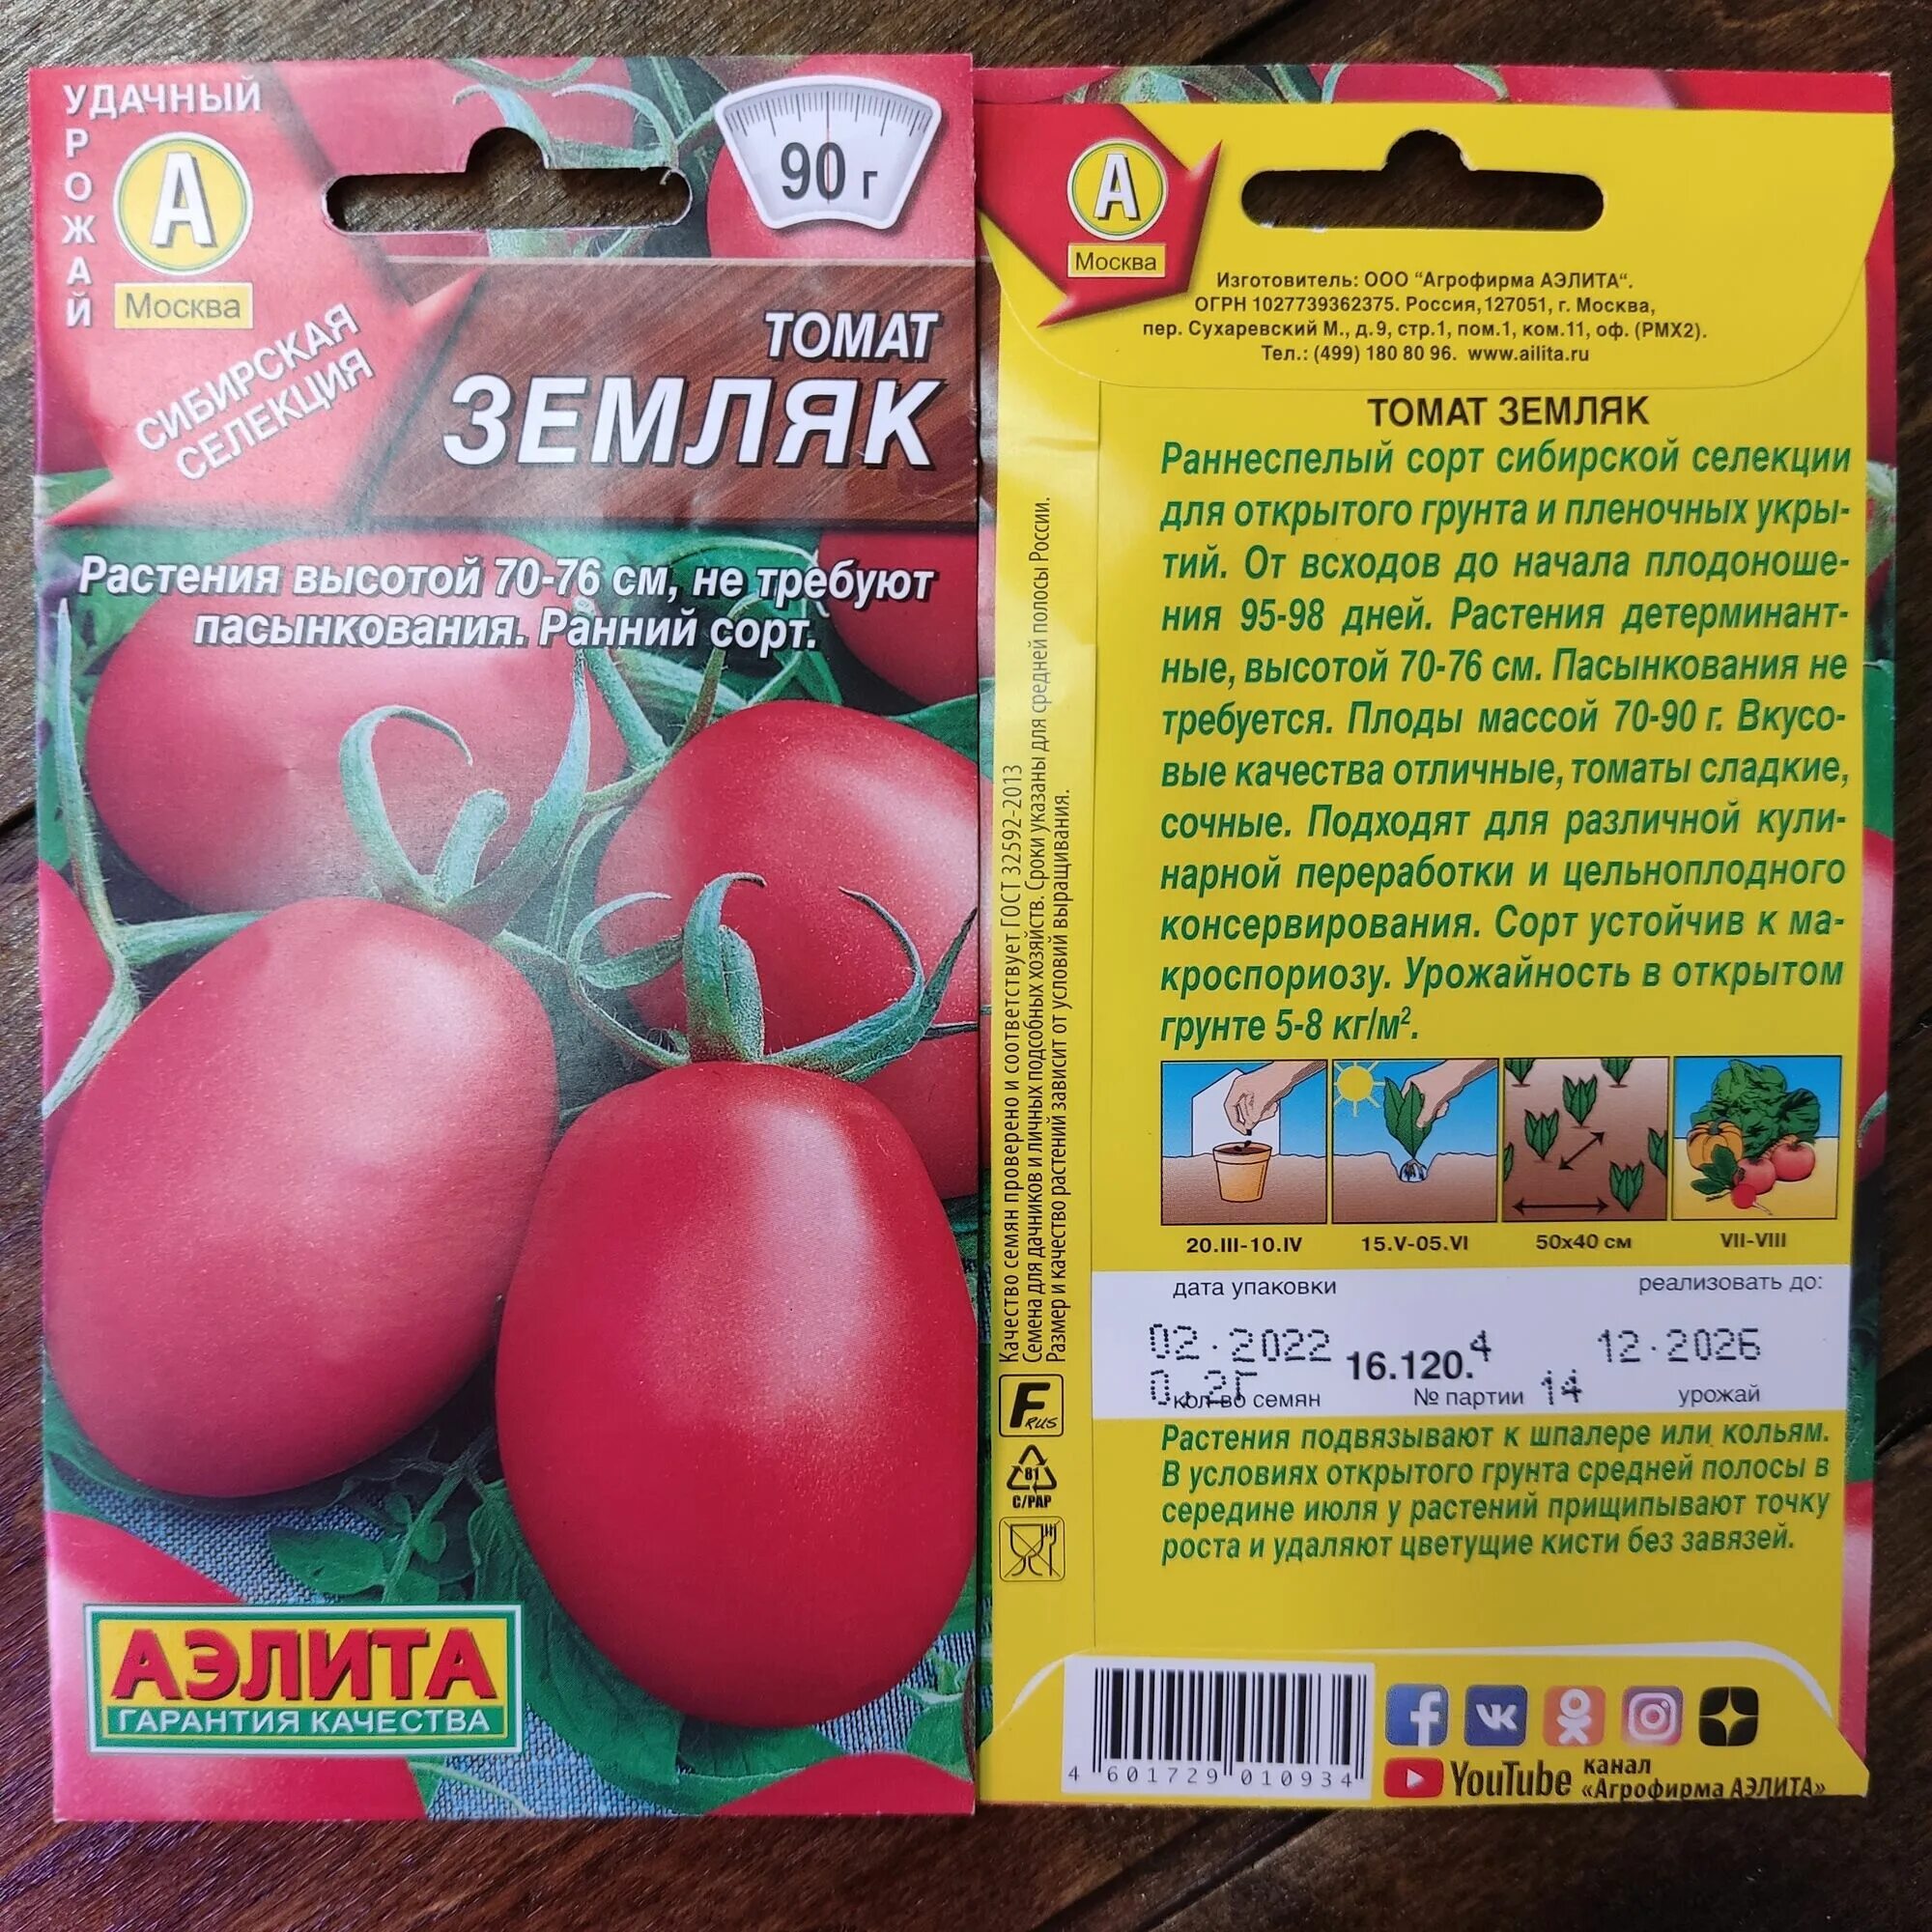 УДАЧНЫЙ
УРОЖАЙ
А
Москва
90 г
СИБИРСКАЯ
СЕЛЕКЦИЯ
ТОМАТ
ЗЕМЛЯК
Растения высотой 70-76 см, не требуют
пасынкования. Ранний сорт.
АЭЛИТА
ГАРАНТИЯ КАЧЕСТВА
А
Москва
Изготовитель: ООО “Агрофирма АЭЛИТА“.
ОГРН 1027739362375. Россия,127051, г. Москва,
пер. Сухаревский М., д.9, стр.1, пом.1, ком.11, оф. (РМХ2).
Тел.: (499) 180 80 96. www.ailita.ru
ТОМАТ ЗЕМЛЯК
Раннеспелый сорт сибирской селекции
для открытого грунта и пленочных укры-
тий. От всходов до начала плодоноше-
ния 95-98 дней. Растения детерминант-
ные, высотой 70-76 см. Пасынкования не
требуется. Плоды массой 70-90 г. Вкусо-
вые качества отличные, томаты сладкие,
сочные. Подходят для различной кули-
нарной переработки и цельноплодного
консервирования. Сорт устойчив к ма-
кроспориозу. Урожайность в открытом
грунте 5-8 кг/м².
20.III-10.IV 15.V-05.VI 50х40 см VII-VIII
дата упаковки реализовать до:
02.2022 16.120.4 12.2026
0,2Г кол-во семян № партии 14 урожай
Растения подвязывают к шпалере или кольям.
В условиях открытого грунта средней полосы в
середине июля у растений прищипывают точку
роста и удаляют цветущие кисти без завязей.
Качество семян проверено и соответствует ГОСТ 32592-2013
Семена для дачников и личных подсобных хозяйств. Сроки указаны для средней полосы России.
Размер и качество растений зависит от условий выращивания.
F RUS
81
C/PAP
4 601729 010934
YouTube канал
«Агрофирма АЭЛИТА»